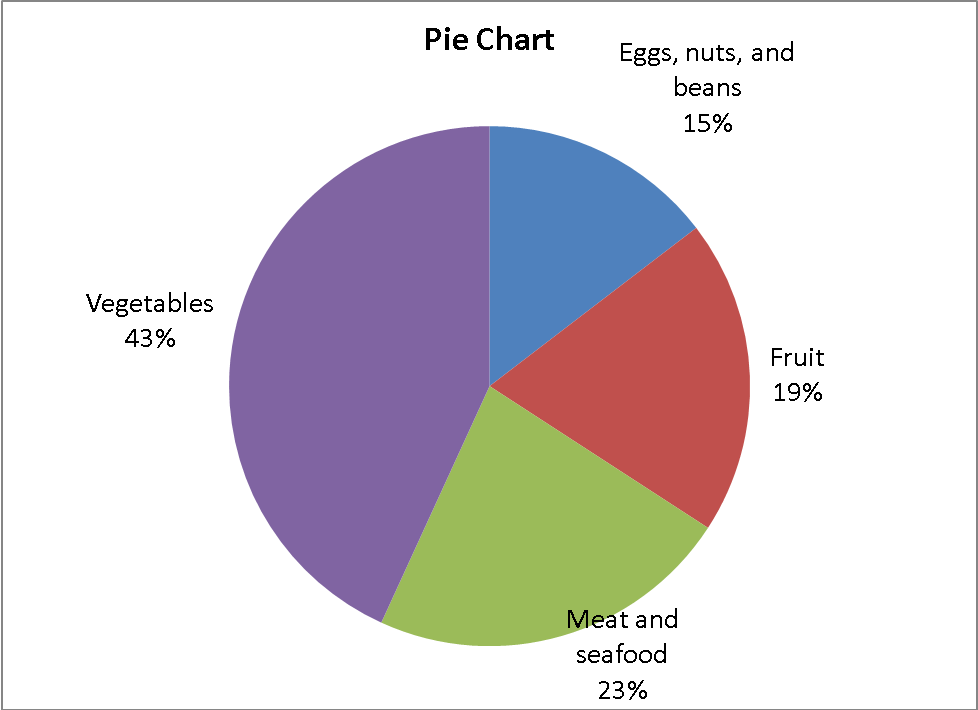 Pie Chart
Eggs, nuts, and
beans
15%
Fruit
19%
Meat and
seafood
23%
Vegetables
43%